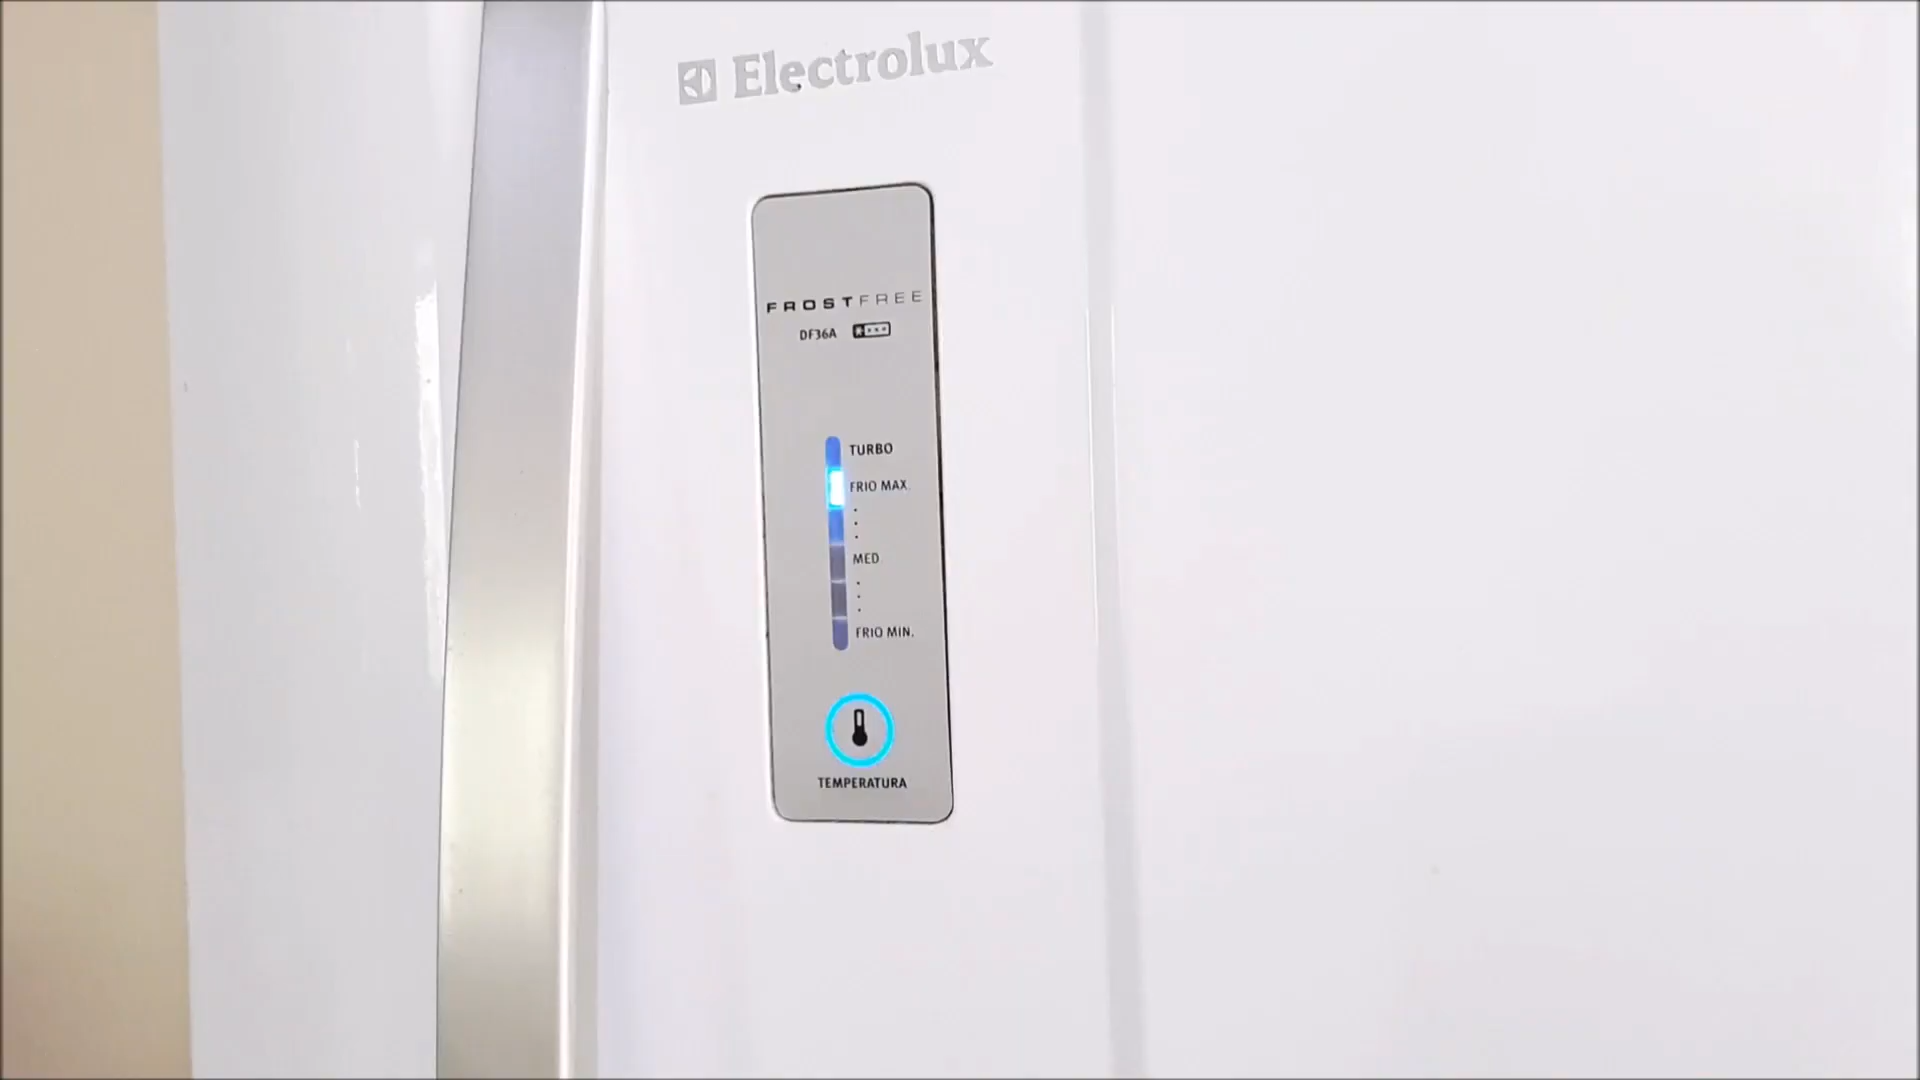 Electrolux
FROSTFREE
DF36A
TURBO
FRIO MAX.
MED
FRIO MIN.
TEMPERATURA